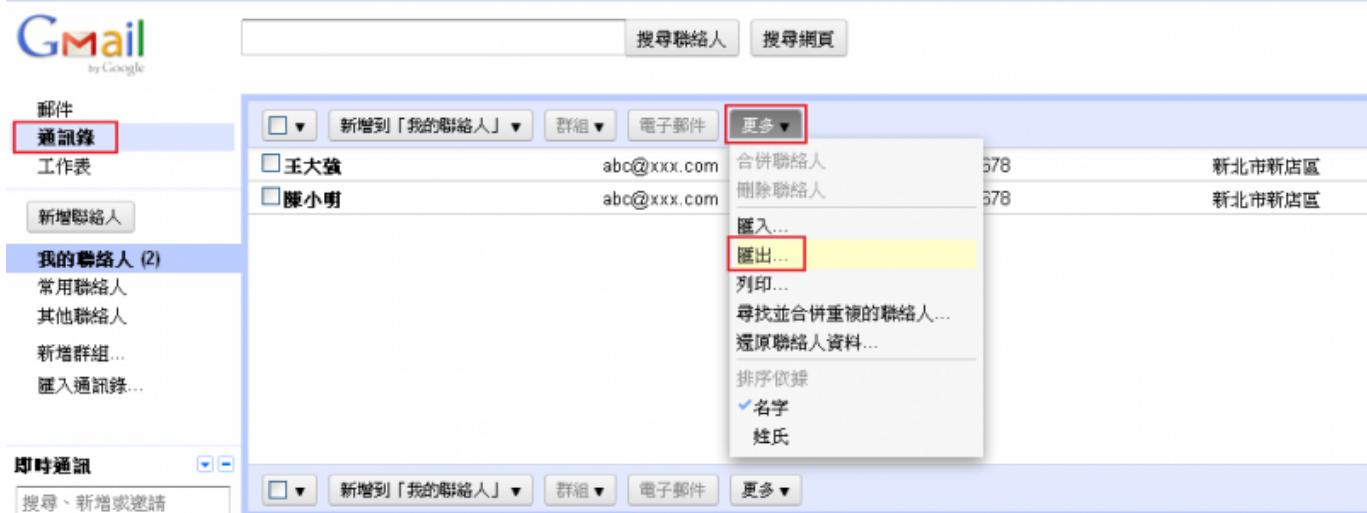 Gmail
by Google
搜尋聯絡人 搜尋網頁
郵件
通訊錄
工作表
新增聯絡人
我的聯絡人 (2)
常用聯絡人
其他聯絡人
新增群組...
匯入通訊錄...
即時通訊
搜尋、新增或邀請
新增到「我的聯絡人」 群組 電子郵件 更多
王大強 abc@xxx.com 678 新北市新店區
陳小明 abc@xxx.com 678 新北市新店區
合併聯絡人
刪除聯絡人
匯入...
匯出...
列印...
尋找並合併重複的聯絡人...
還原聯絡人資料...
排序依據
名字
姓氏
新增到「我的聯絡人」 群組 電子郵件 更多